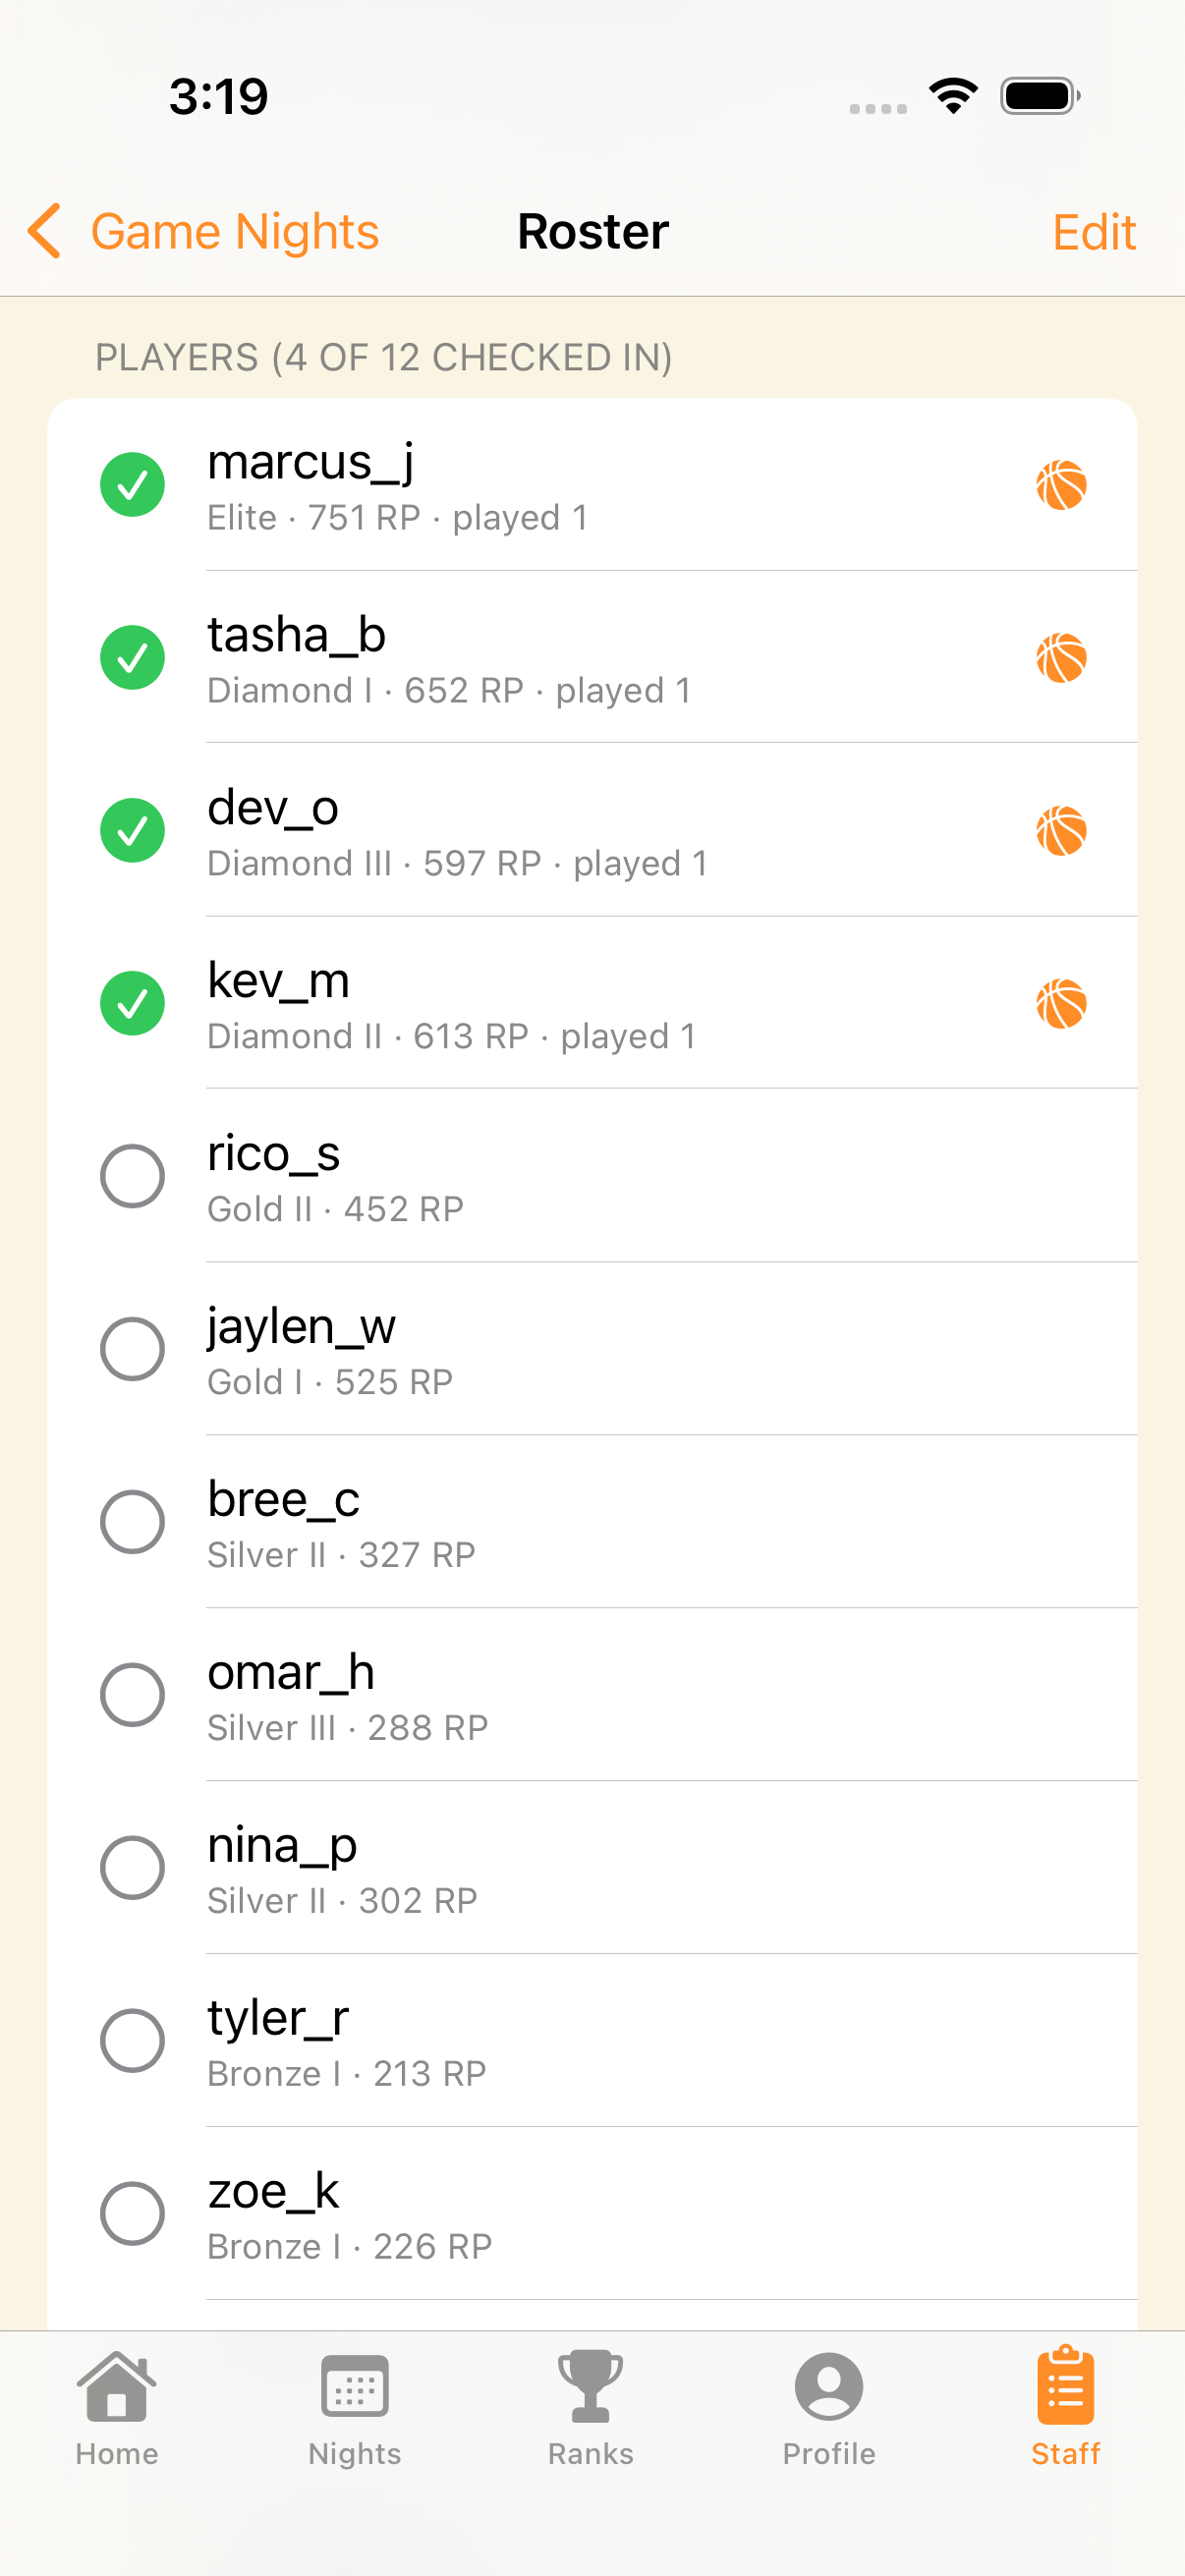 3:19
Game Nights
Roster
Edit
PLAYERS (4 OF 12 CHECKED IN)
marcus_j
Elite · 751 RP · played 1
tasha_b
Diamond I · 652 RP · played 1
dev_o
Diamond III · 597 RP · played 1
kev_m
Diamond II · 613 RP · played 1
rico_s
Gold II · 452 RP
jaylen_w
Gold I · 525 RP
bree_c
Silver II · 327 RP
omar_h
Silver III · 288 RP
nina_p
Silver II · 302 RP
tyler_r
Bronze I · 213 RP
zoe_k
Bronze I · 226 RP
Home
Nights
Ranks
Profile
Staff